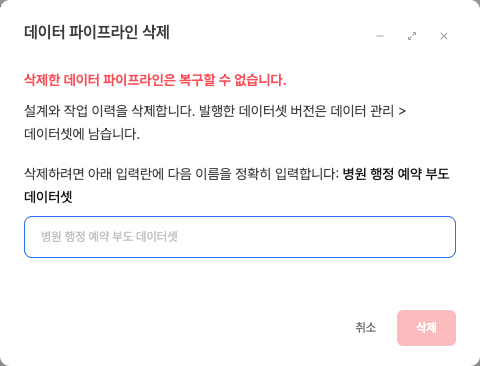 데이터 파이프라인 삭제
삭제한 데이터 파이프라인은 복구할 수 없습니다.
설계와 작업 이력을 삭제합니다. 발행한 데이터셋 버전은 데이터 관리 >
데이터셋에 남습니다.
삭제하려면 아래 입력란에 다음 이름을 정확히 입력합니다: 병원 행정 예약 부도
데이터셋
병원 행정 예약 부도 데이터셋
취소
삭제